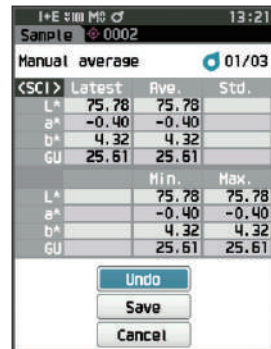 I+E M0 13:21
Sample 0002
Manual average 01/03
<SCI> Latest Ave. Std.
L* 75.78 75.78
a* -0.40 -0.40
b* 4.32 4.32
GU 25.61 25.61
Min. Max.
L* 75.78 75.78
a* -0.40 -0.40
b* 4.32 4.32
GU 25.61 25.61
Undo
Save
Cancel